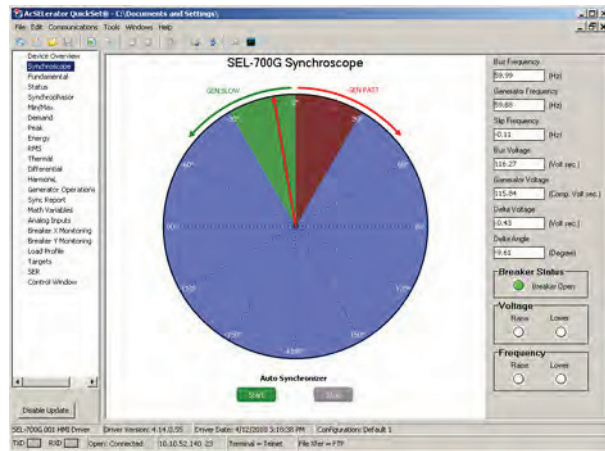 AcSELerator QuickSet® - C:\Documents and Settings\
File Edit Communications Tools Windows Help
Device Overview
Synchroscope
Fundamental
Status
Synchrophasor
Min/Max
Demand
Peak
Energy
RMS
Thermal
Differential
HarmonsL
Generator Operations
Sync Report
Math Variables
Analog Inputs
Breaker X Monitoring
Breaker Y Monitoring
Load Profile
Targets
SER
Control Window
Disable Update
SEL-700G Synchroscope
GEN SLOW
GEN FAST
0°
-30°
30°
-60°
60°
-90°
-120°
120°
-150°
150°
Auto Synchronizer
Start
Stop
Bus Frequency
59.99 (Hz)
Generator Frequency
59.88 (Hz)
Slip Frequency
-0.11 (Hz)
Bus Voltage
116.27 (Volt sec.)
Generator Voltage
115.84 (Comp. Volt sec.)
Delta Voltage
-0.43 (Volt sec.)
Delta Angle
-9.61 (Degree)
Breaker Status
Breaker Open
Voltage
Raise Lower
Frequency
Raise Lower
SEL-700G 001 HMI Driver Driver Version: 4.14.0.55 Driver Date: 4/12/2010 3:18:38 PM Configuration: Default 1
TXD RXD Open: Connected 10.10.52.140 23 Terminal = Telnet File Xfer = FTP